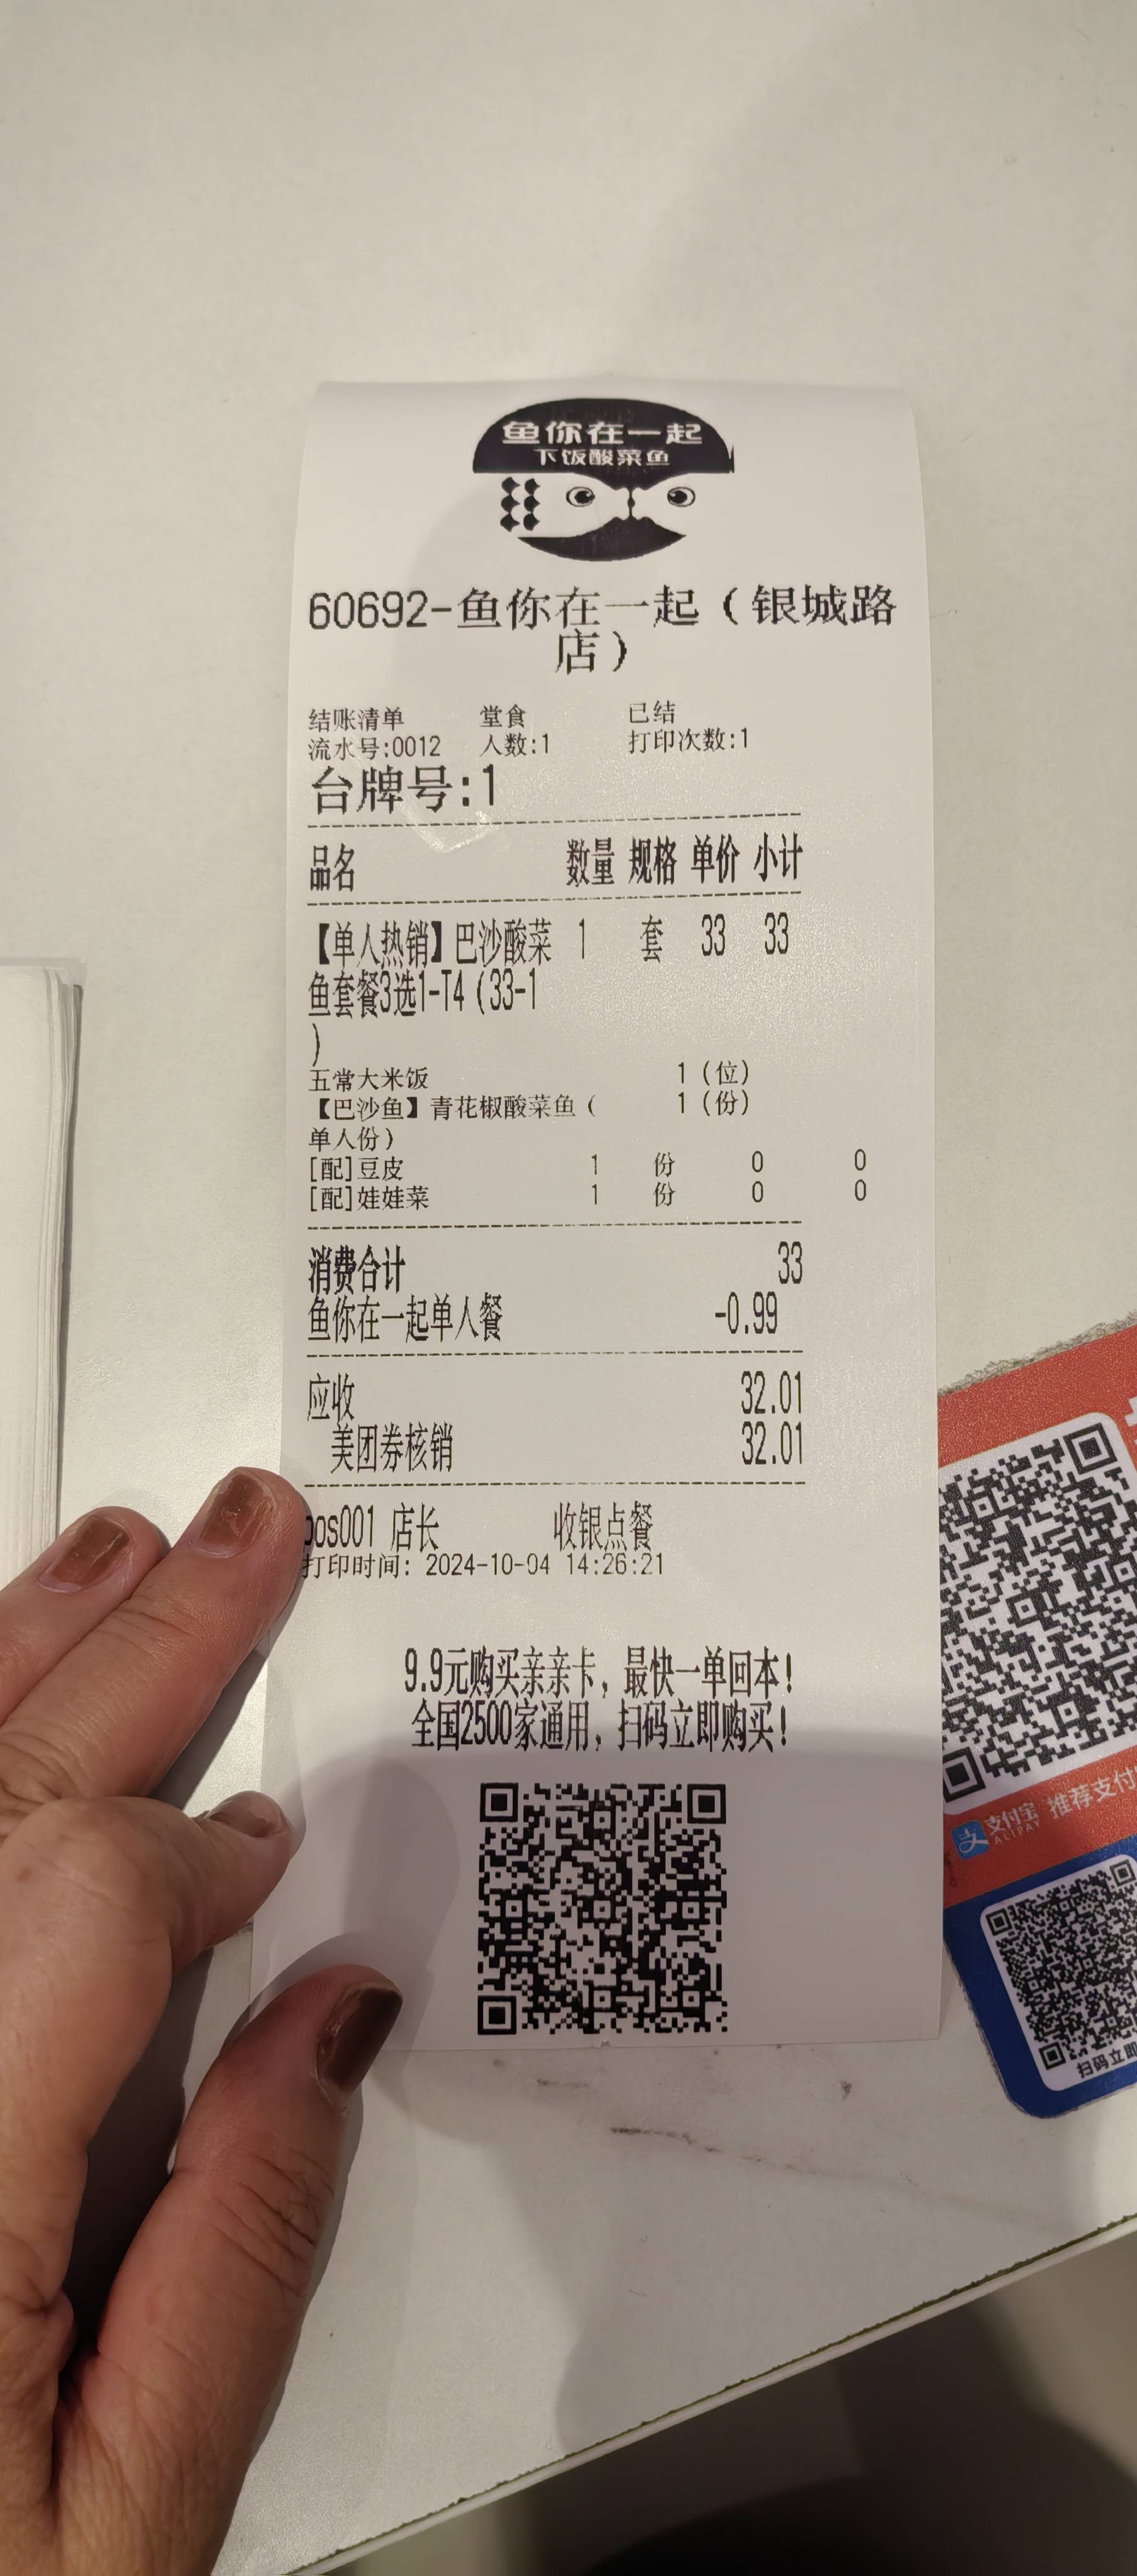 鱼你在一起
下饭酸菜鱼
60692-鱼你在一起（银城路
店）
结账清单 堂食 已结
流水号:0012 人数:1 打印次数:1
台牌号:1
品名 数量 规格 单价 小计
【单人热销】巴沙酸菜 1 套 33 33
鱼套餐3选1-T4（33-1
）
五常大米饭 1（位）
【巴沙鱼】青花椒酸菜鱼（ 1（份）
单人份）
[配]豆皮 1 份 0 0
[配]娃娃菜 1 份 0 0
消费合计 33
鱼你在一起单人餐 -0.99
应收 32.01
美团券核销 32.01
pos001 店长 收银点餐
打印时间: 2024-10-04 14:26:21
9.9元购买亲亲卡，最快一单回本！
全国2500家通用，扫码立即购买！
支付宝 推荐支付
ALIPAY
扫码立即